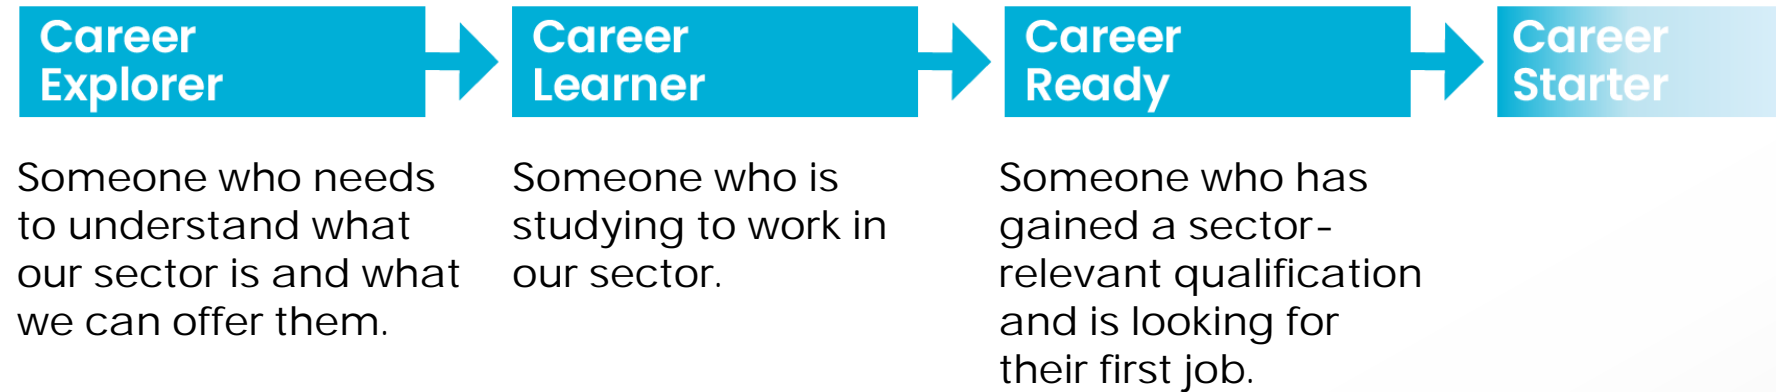 Career
Explorer
Career
Learner
Career
Ready
Career
Starter
Someone who needs
to understand what
our sector is and what
we can offer them.
Someone who is
studying to work in
our sector.
Someone who has
gained a sector-
relevant qualification
and is looking for
their first job.